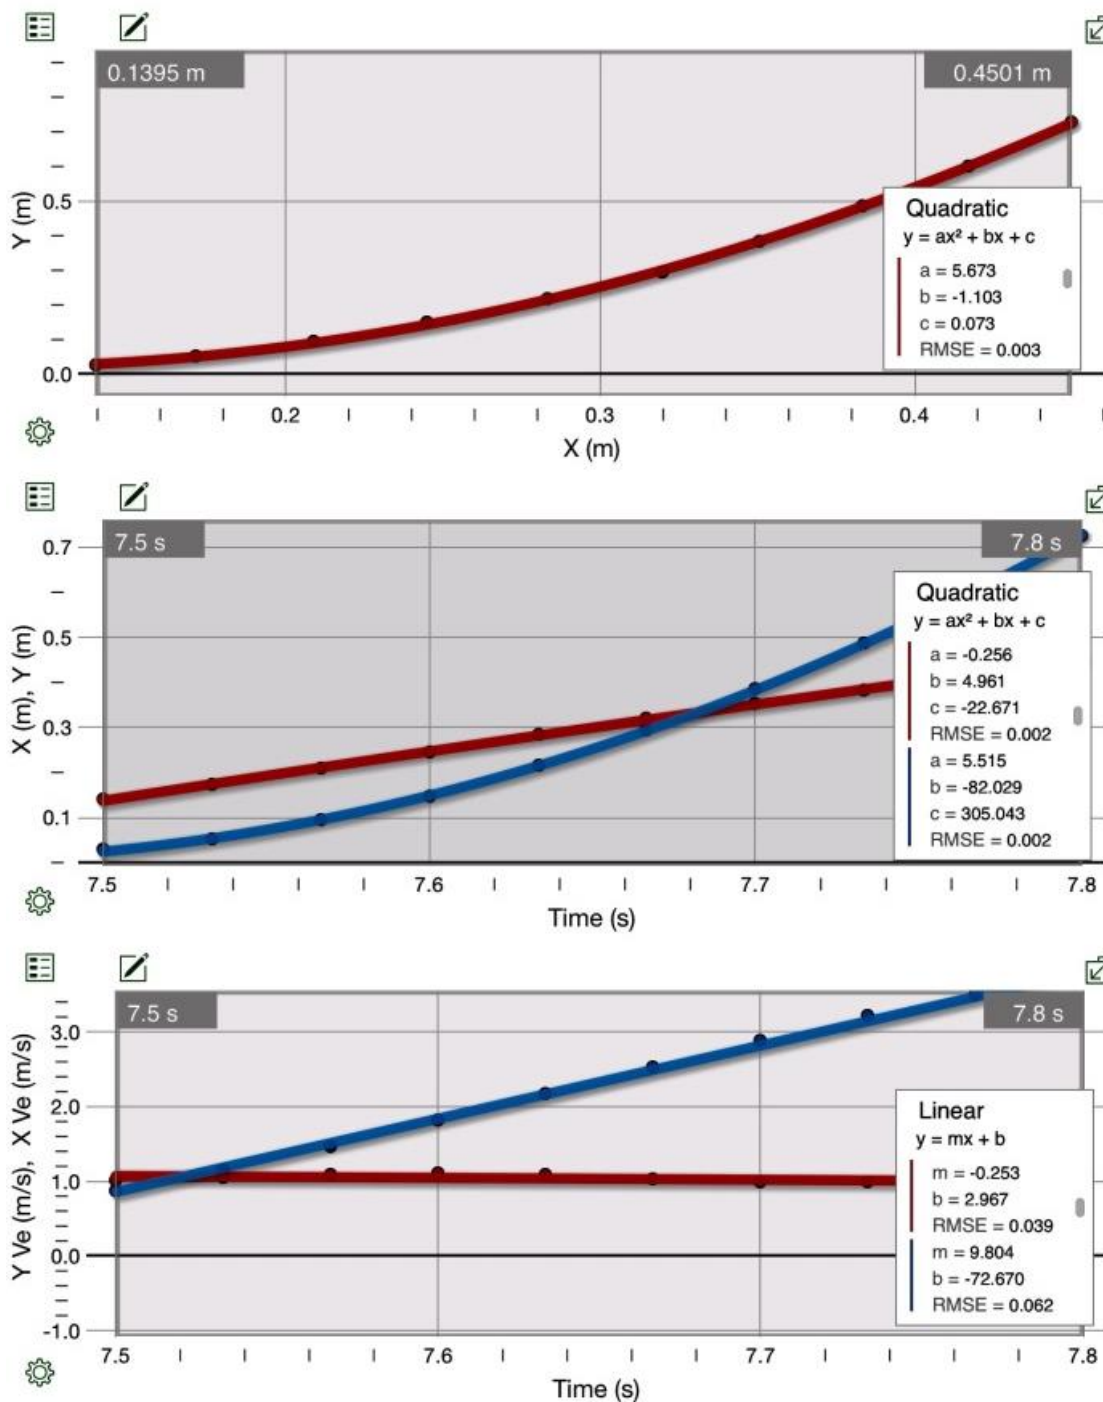 0.1395 m 0.4501 m
Y (m)
0.5
0.0
Quadratic
y = ax² + bx + c
a = 5.673
b = -1.103
c = 0.073
RMSE = 0.003
0.2 0.3 0.4
X (m)
7.5 s 7.8 s
X (m), Y (m)
0.7
0.5
0.3
0.1
Quadratic
y = ax² + bx + c
a = -0.256
b = 4.961
c = -22.671
RMSE = 0.002
a = 5.515
b = -82.029
c = 305.043
RMSE = 0.002
7.5 7.6 7.7 7.8
Time (s)
7.5 s 7.8 s
Y Ve (m/s), X Ve (m/s)
3.0
2.0
1.0
0.0
-1.0
Linear
y = mx + b
m = -0.253
b = 2.967
RMSE = 0.039
m = 9.804
b = -72.670
RMSE = 0.062
7.5 7.6 7.7 7.8
Time (s)